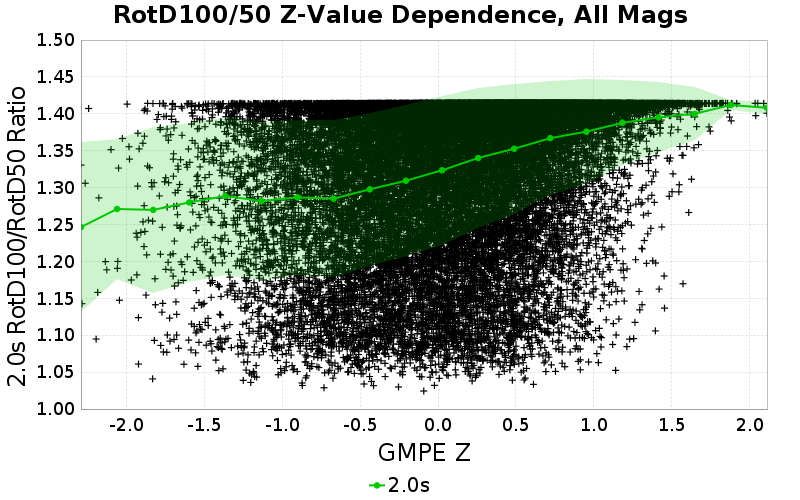 RotD100/50 Z-Value Dependence, All Mags
2.0s RotD100/RotD50 Ratio
1.50
1.45
1.40
1.35
1.30
1.25
1.20
1.15
1.10
1.05
1.00
-2.0 -1.5 -1.0 -0.5 0.0 0.5 1.0 1.5 2.0
GMPE Z
2.0s